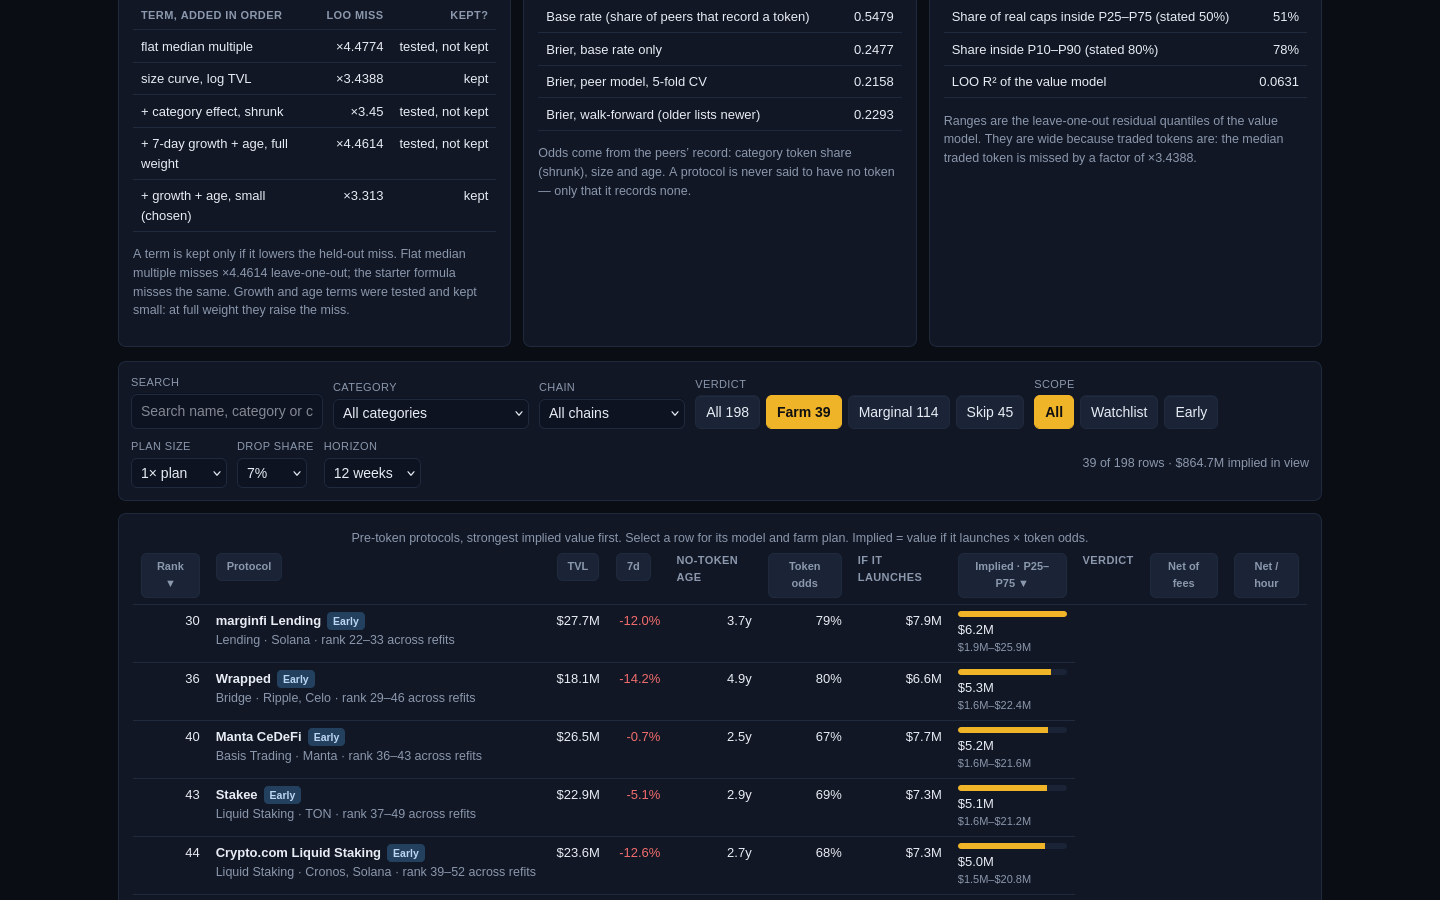 TERM, ADDED IN ORDER LOO MISS KEPT?
flat median multiple ×4.4774 tested, not kept
size curve, log TVL ×3.4388 kept
+ category effect, shrunk ×3.45 tested, not kept
+ 7-day growth + age, full weight ×4.4614 tested, not kept
+ growth + age, small (chosen) ×3.313 kept
A term is kept only if it lowers the held-out miss. Flat median
multiple misses ×4.4614 leave-one-out; the starter formula
misses the same. Growth and age terms were tested and kept
small: at full weight they raise the miss.
Base rate (share of peers that record a token) 0.5479
Brier, base rate only 0.2477
Brier, peer model, 5-fold CV 0.2158
Brier, walk-forward (older lists newer) 0.2293
Odds come from the peers' record: category token share
(shrunk), size and age. A protocol is never said to have no token
— only that it records none.
Share of real caps inside P25–P75 (stated 50%) 51%
Share inside P10–P90 (stated 80%) 78%
LOO R² of the value model 0.0631
Ranges are the leave-one-out residual quantiles of the value
model. They are wide because traded tokens are: the median
traded token is missed by a factor of ×3.4388.
SEARCH CATEGORY CHAIN VERDICT SCOPE
Search name, category or c All categories All chains All 198 Farm 39 Marginal 114 Skip 45 All Watchlist Early
PLAN SIZE DROP SHARE HORIZON
1× plan 7% 12 weeks 39 of 198 rows · $864.7M implied in view
Pre-token protocols, strongest implied value first. Select a row for its model and farm plan. Implied = value if it launches × token odds.
Rank ▼ Protocol TVL 7d NO-TOKEN AGE Token odds IF IT LAUNCHES Implied · P25–P75 ▼ VERDICT Net of fees Net / hour
30 marginfi Lending Early $27.7M -12.0% 3.7y 79% $7.9M $6.2M
Lending · Solana · rank 22–33 across refits $1.9M–$25.9M
36 Wrapped Early $18.1M -14.2% 4.9y 80% $6.6M $5.3M
Bridge · Ripple, Celo · rank 29–46 across refits $1.6M–$22.4M
40 Manta CeDeFi Early $26.5M -0.7% 2.5y 67% $7.7M $5.2M
Basis Trading · Manta · rank 36–43 across refits $1.6M–$21.6M
43 Stakee Early $22.9M -5.1% 2.9y 69% $7.3M $5.1M
Liquid Staking · TON · rank 37–49 across refits $1.6M–$21.2M
44 Crypto.com Liquid Staking Early $23.6M -12.6% 2.7y 68% $7.3M $5.0M
Liquid Staking · Cronos, Solana · rank 39–52 across refits $1.5M–$20.8M